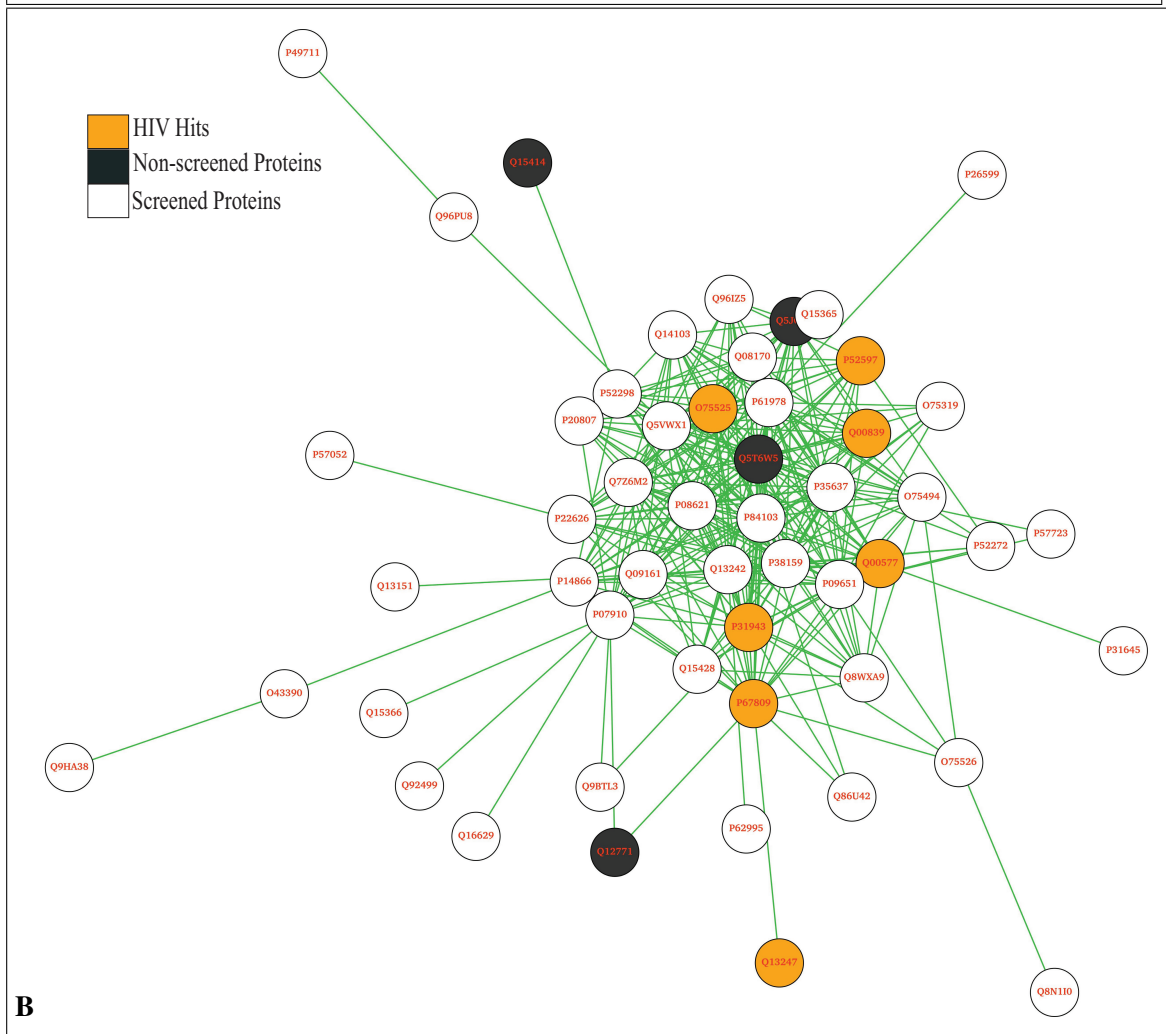 P49711
HIV Hits
Non-screened Proteins
Screened Proteins
Q15414
P26599
Q96PU8
Q96IZ5
Q15365
Q14103
Q08170
P52597
P52298
O75525
P61978
O75319
P20807
Q5VWX1
Q00839
P57052
Q5T6W5
Q7Z6M2
P35637
O75494
P08621
P22626
P84103
P57723
P52272
Q13151
P14866
Q09161
Q13242
P38159
Q00577
P09651
P07910
P31943
P31645
Q15428
Q8WXA9
O43390
Q15366
P67809
Q9HA38
O75526
Q92499
Q9BTL3
Q86U42
Q16629
P62995
Q12771
Q13247
Q8N1I0
B